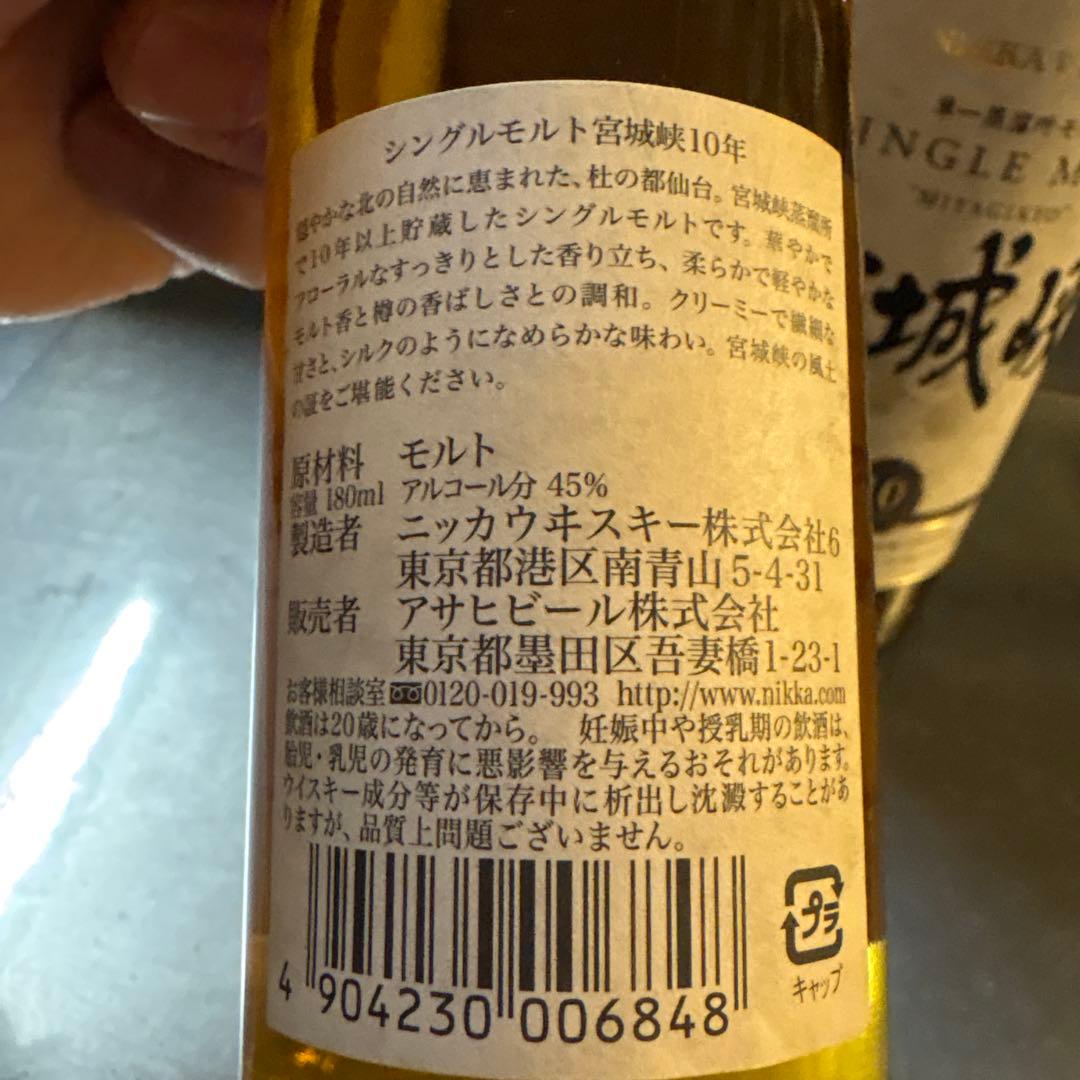 シングルモルト宮城峡10年
穏やかな北の自然に恵まれた、杜の都仙台。宮城峡蒸溜所
で10年以上貯蔵したシングルモルトです。華やかで
フローラルなすっきりとした香り立ち、柔らかで軽やかな
モルト香と樽の香ばしさとの調和。クリーミーで繊細な
甘さと、シルクのようになめらかな味わい。宮城峡の風土
の証をご堪能ください。
原材料 モルト
容量 180ml アルコール分 45%
製造者 ニッカウヰスキー株式会社6
東京都港区南青山5-4-31
販売者 アサヒビール株式会社
東京都墨田区吾妻橋1-23-1
お客様相談室 0120-019-993 http://www.nikka.com
飲酒は20歳になってから。 妊娠中や授乳期の飲酒は、
胎児・乳児の発育に悪影響を与えるおそれがあります。
ウイスキー成分等が保存中に析出し沈澱することがあ
りますが、品質上問題ございません。
4 904230 006848
プラ
キャップ
単一蒸溜所モ
INGLE M
"MIYAGIKYO"
城峡
10